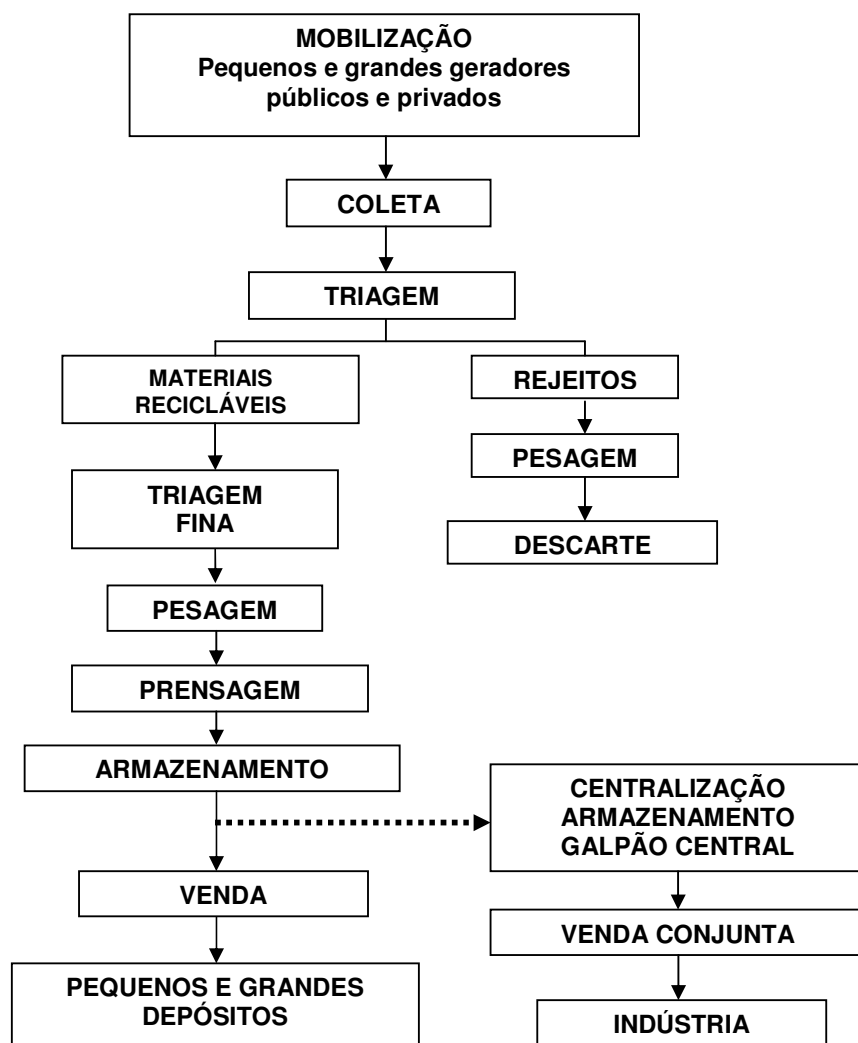 MOBILIZAÇÃO
Pequenos e grandes geradores
públicos e privados
COLETA
TRIAGEM
MATERIAIS
RECICLÁVEIS
REJEITOS
PESAGEM
DESCARTE
TRIAGEM
FINA
PESAGEM
PRENSAGEM
ARMAZENAMENTO
CENTRALIZAÇÃO
ARMAZENAMENTO
GALPÃO CENTRAL
VENDA
VENDA CONJUNTA
PEQUENOS E GRANDES
DEPÓSITOS
INDÚSTRIA